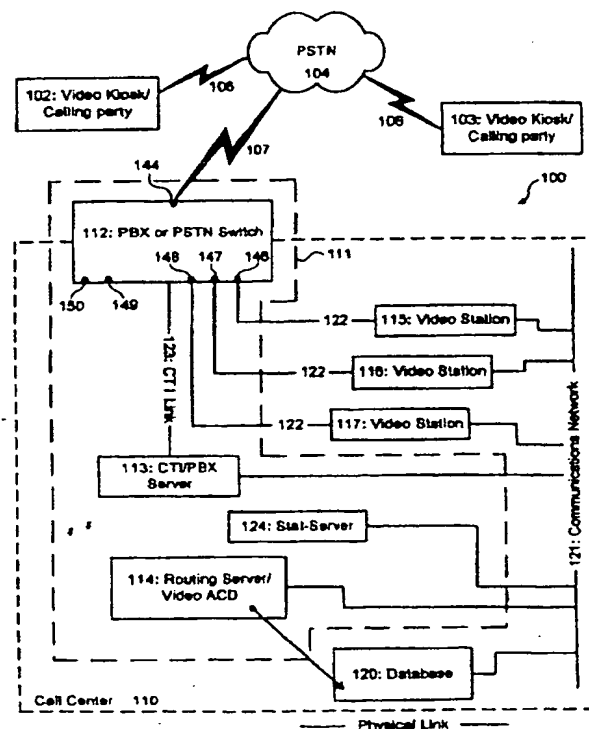 PSTN
104
106
102: Video Kiosk/
Calling party
108
103: Video Kiosk/
Calling party
107
144
100
112: PBX or PSTN Switch
111
148
147
146
150
149
122
115: Video Station
122
116: Video Station
123: CTI Link
122
117: Video Station
121: Communications Network
113: CTI/PBX
Server
124: Stat-Server
114: Routing Server/
Video ACD
120: Database
Call Center 110
Physical Link